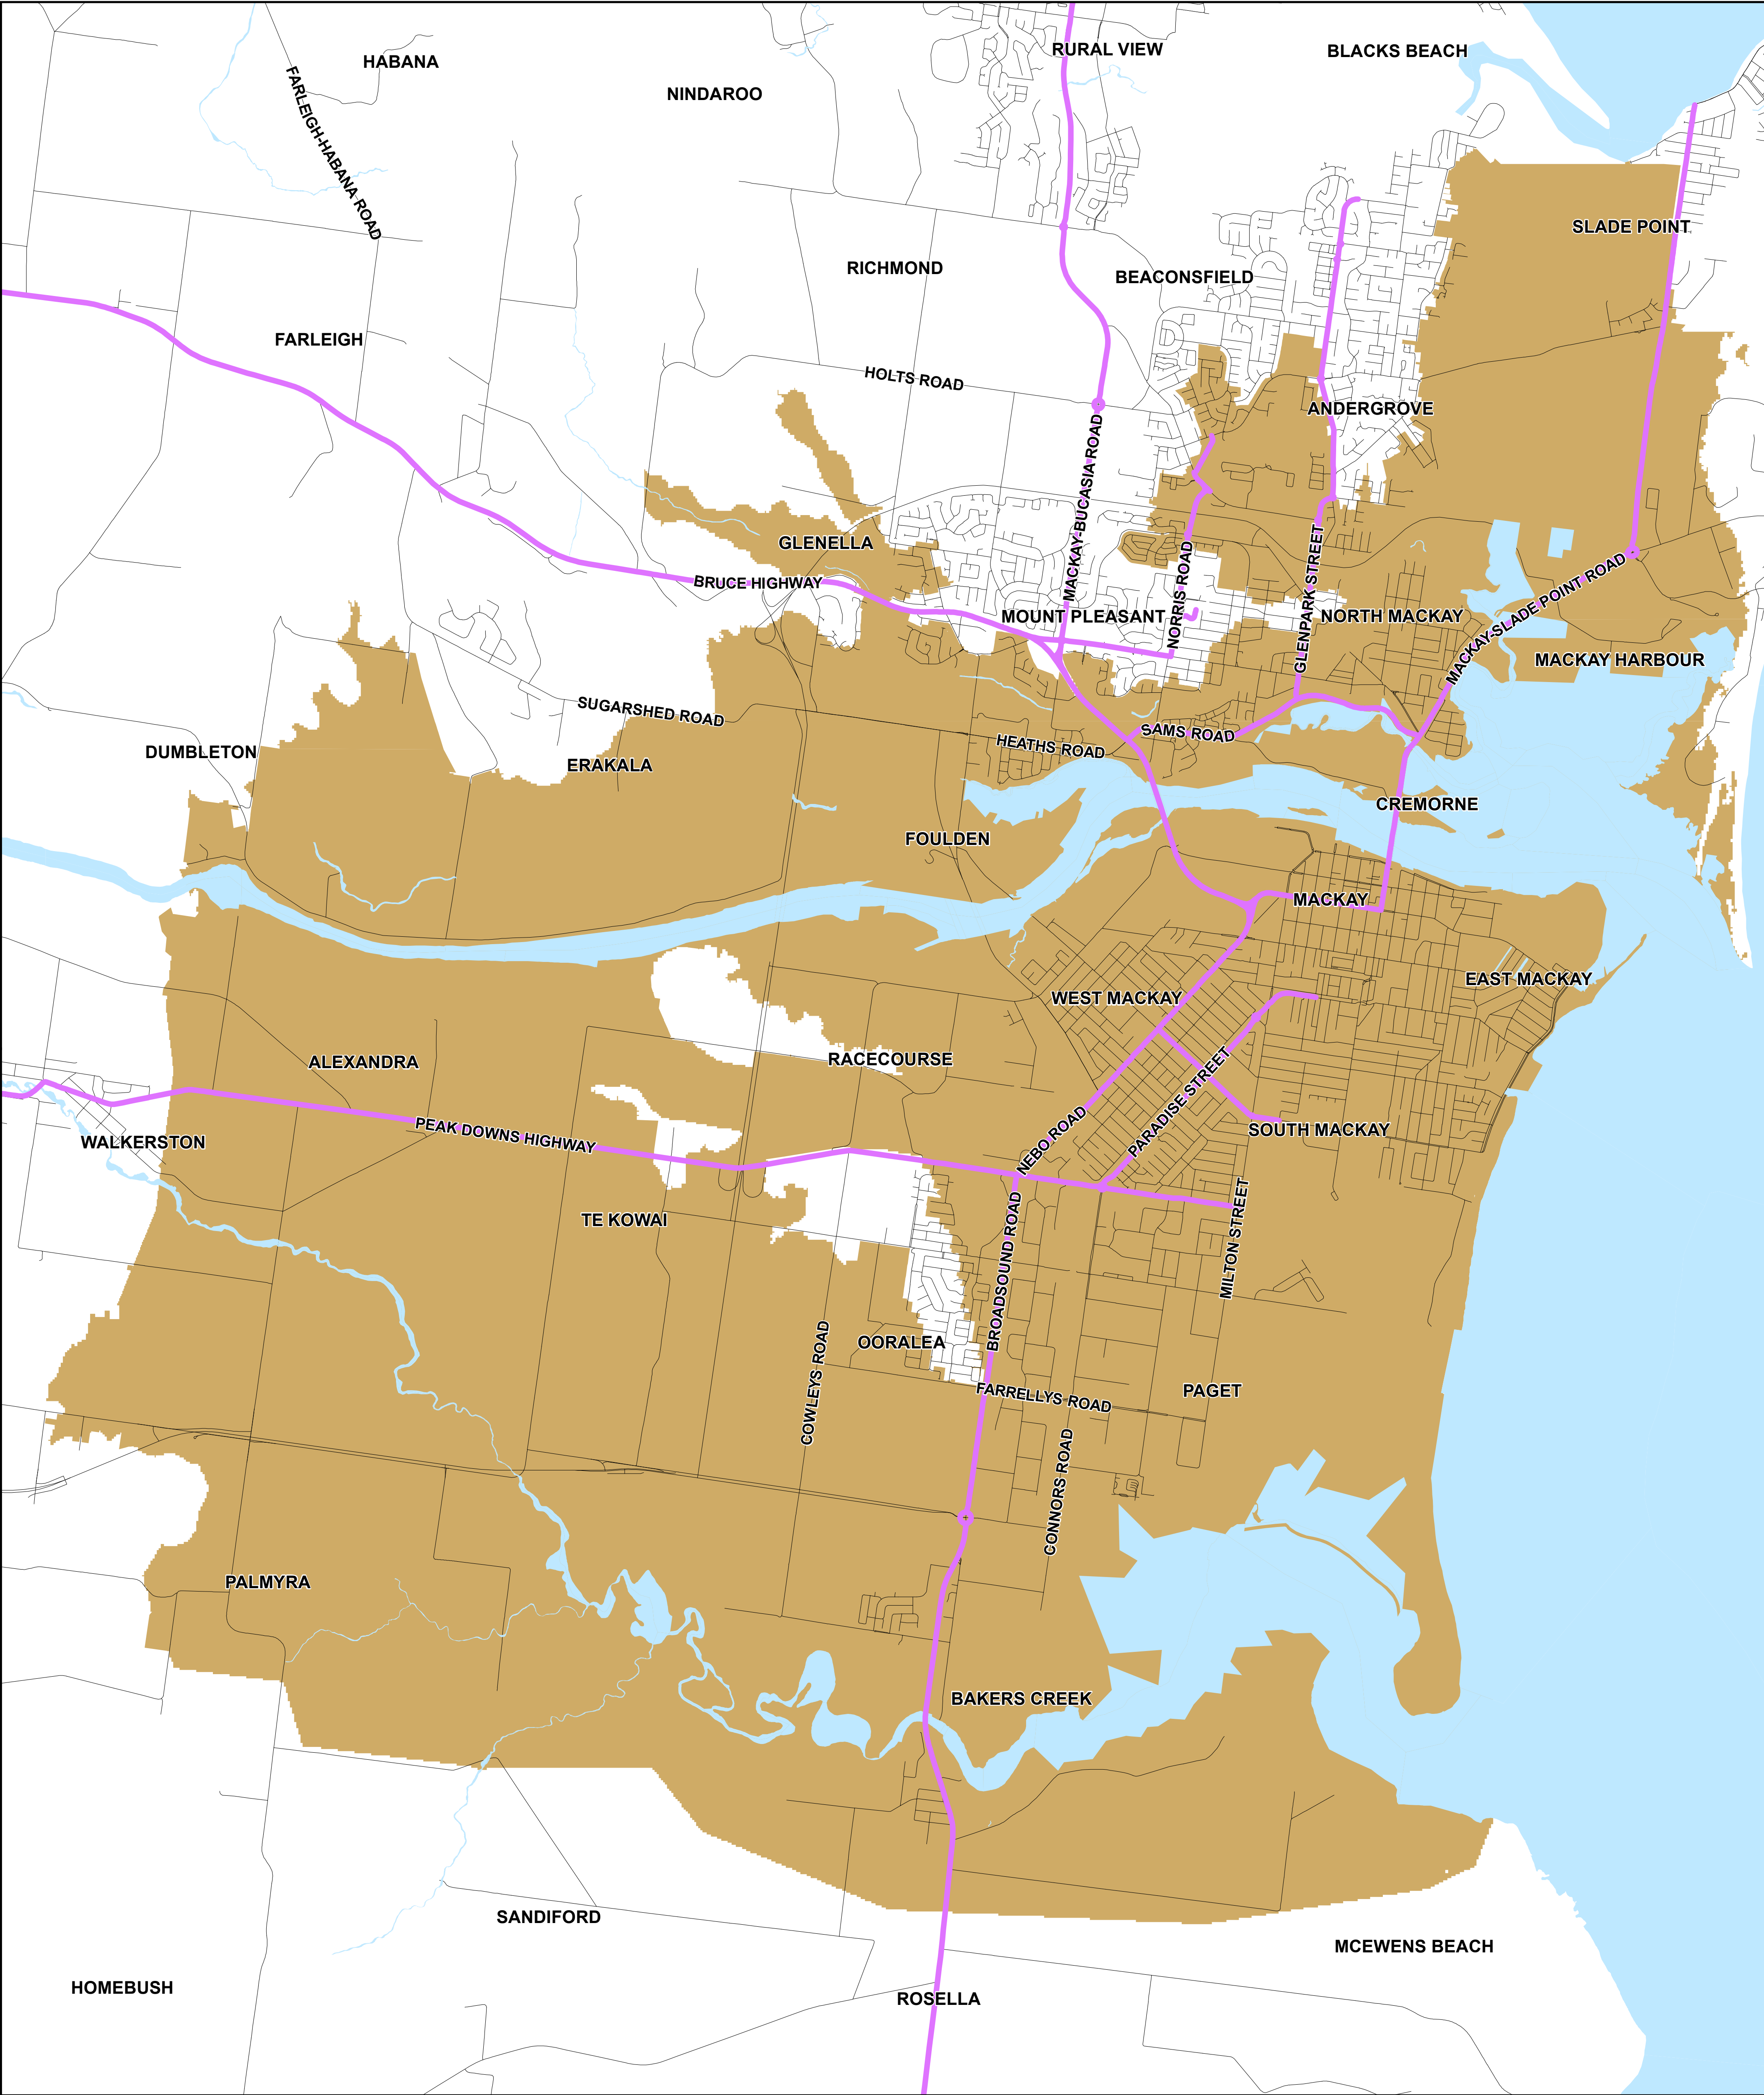 RURAL VIEW
BLACKS BEACH
HABANA
NINDAROO
FARLEIGH-HABANA ROAD
SLADE POINT
RICHMOND
BEACONSFIELD
FARLEIGH
HOLTS ROAD
ANDERGROVE
MACKAY-BUCASIA ROAD
GLENELLA
BRUCE HIGHWAY
NORRIS ROAD
GLENPARK STREET
MOUNT PLEASANT
NORTH MACKAY
MACKAY-SLADE POINT ROAD
MACKAY HARBOUR
SUGARSHED ROAD
SAMS ROAD
HEATHS ROAD
DUMBLETON
ERAKALA
CREMORNE
FOULDEN
MACKAY
EAST MACKAY
WEST MACKAY
RACECOURSE
ALEXANDRA
PARADISE STREET
NEBO ROAD
SOUTH MACKAY
PEAK DOWNS HIGHWAY
WALKERSTON
TE KOWAI
MILTON STREET
BROADSOUND ROAD
OORALEA
COWLEYS ROAD
FARRELLYS ROAD
PAGET
CONNORS ROAD
PALMYRA
BAKERS CREEK
SANDIFORD
MCEWENS BEACH
HOMEBUSH
ROSELLA